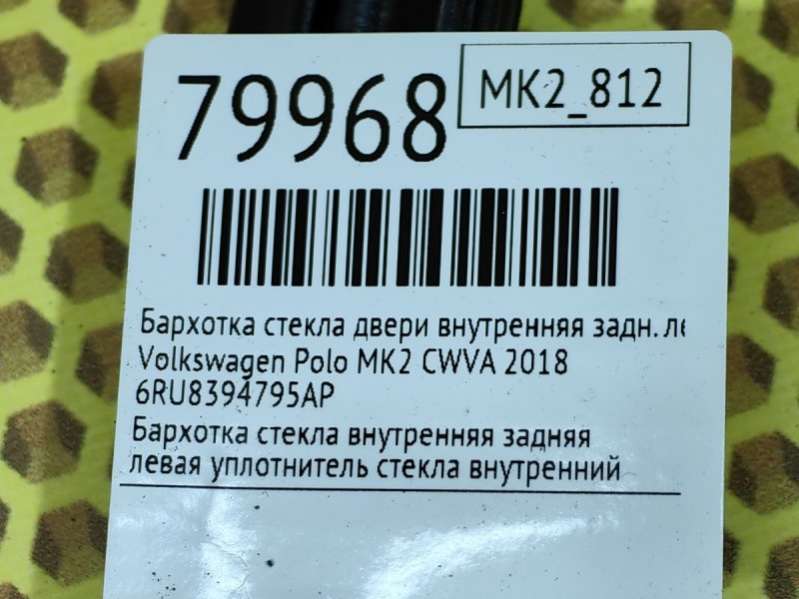 79968
MK2_812
Бархотка стекла двери внутренняя задн. ле
Volkswagen Polo MK2 CWVA 2018
6RU8394795AP
Бархотка стекла внутренняя задняя
левая уплотнитель стекла внутренний